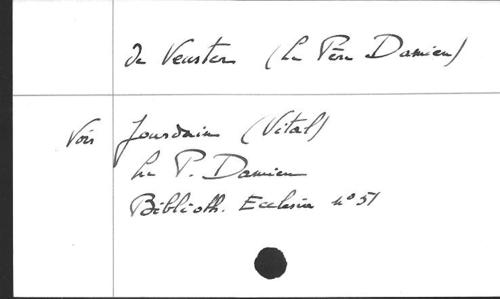 De Veuster (Le Père Damien)
Voir Jourdain (Vital)
Le P. Damien
Biblioth. Ecclesia n° 51